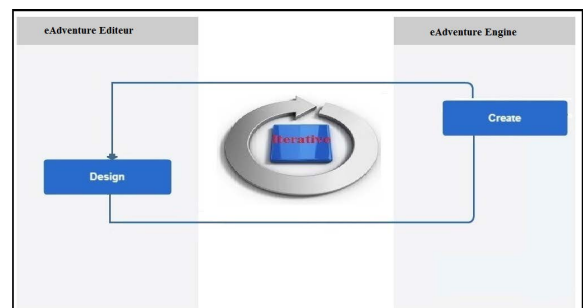 eAdventure Editeur
eAdventure Engine
Iterative
Create
Design